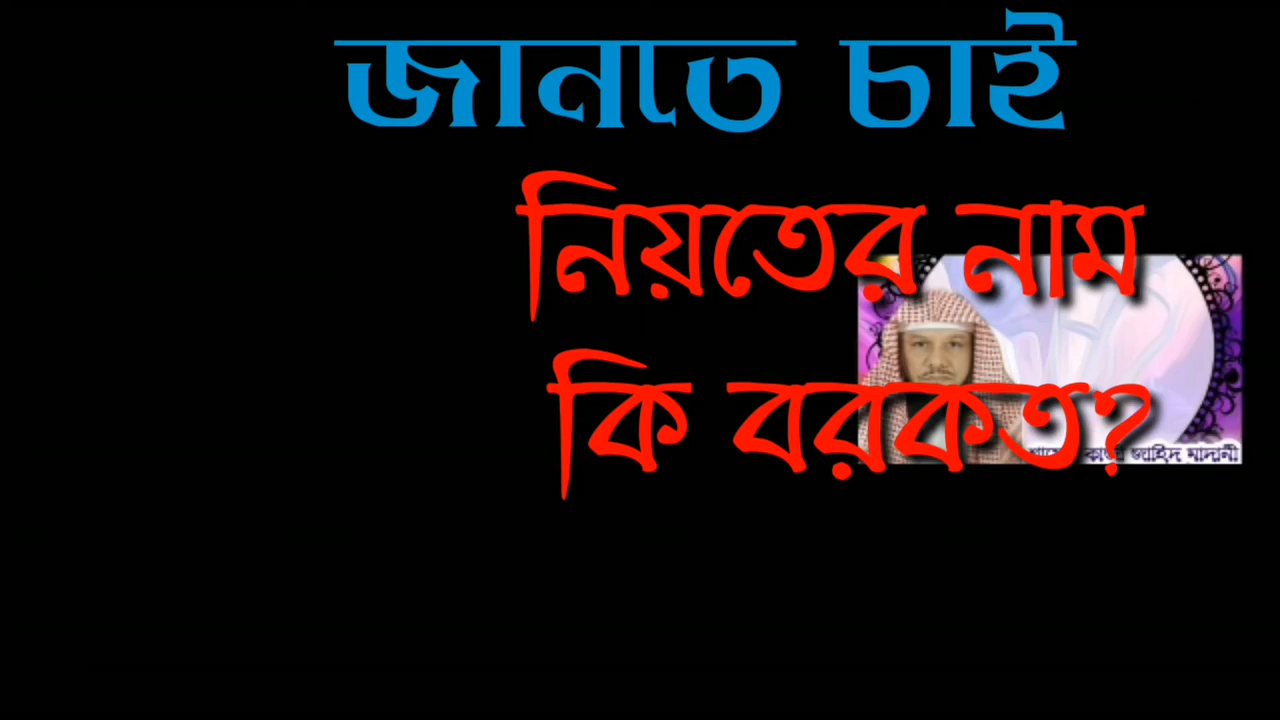 জানতে চাই
নিয়তের নাম
কি বরকত?
জাহিদ মাদানী